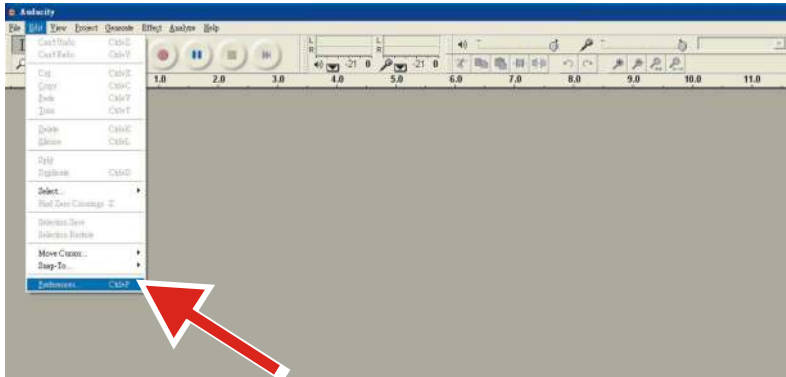 Audacity
File Edit View Project Generate Effect Analyze Help
L
R
L
R
-21 0
-21 0
1.0 2.0 3.0 4.0 5.0 6.0 7.0 8.0 9.0 10.0 11.0
Can't Undo Ctrl+Z
Can't Redo Ctrl+Y
Cut Ctrl+X
Copy Ctrl+C
Paste Ctrl+V
Trim Ctrl+T
Delete Ctrl+K
Silence Ctrl+L
Split
Duplicate Ctrl+D
Select...
Find Zero Crossings Z
Selection Save
Selection Restore
Move Cursor...
Snap-To...
Preferences... Ctrl+P